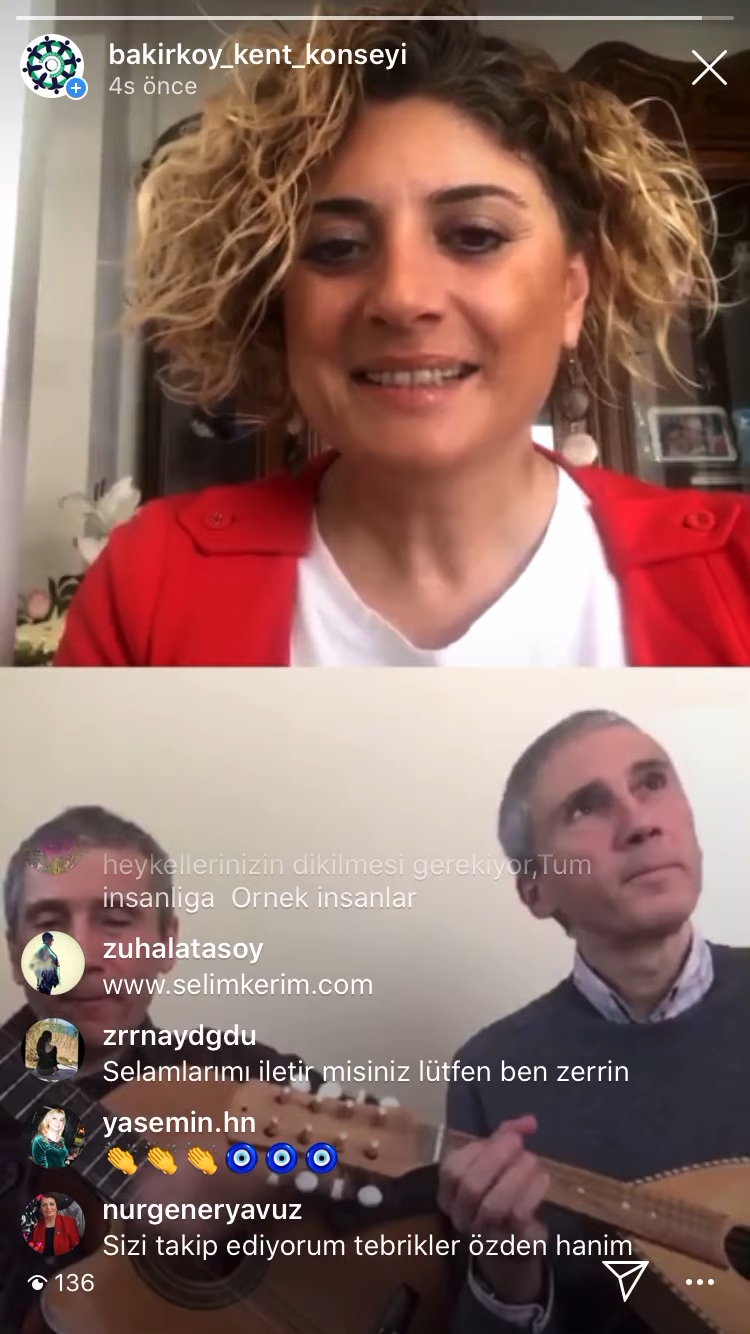 bakirkoy_kent_konseyi
4s önce
heykellerinizin dikilmesi gerekiyor,Tum
insanliga Ornek insanlar
zuhalatasoy
www.selimkerim.com
zrrnaydgdu
Selamlarımı iletir misiniz lütfen ben zerrin
yasemin.hn
👏👏👏🧿🧿🧿
nurgeneryavuz
Sizi takip ediyorum tebrikler özden hanim
136